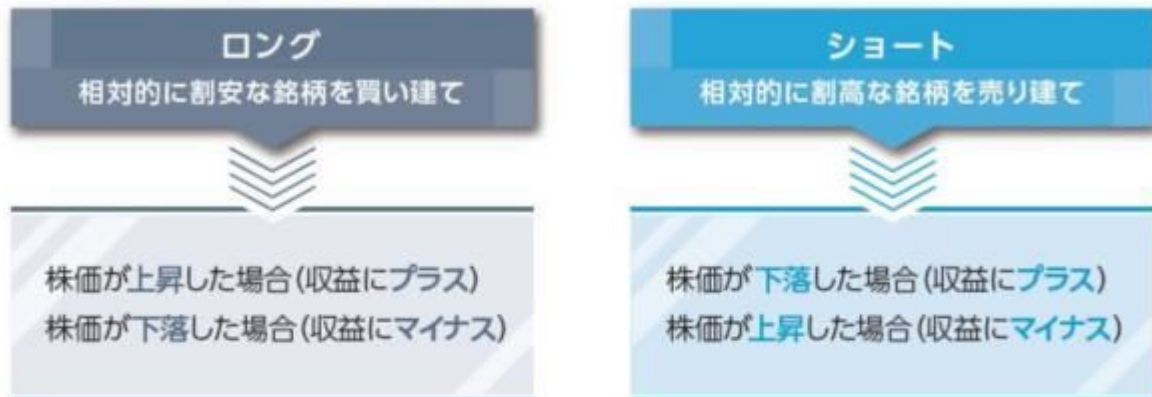 ロング
相対的に割安な銘柄を買い建て
株価が上昇した場合(収益にプラス)
株価が下落した場合(収益にマイナス)
ショート
相対的に割高な銘柄を売り建て
株価が下落した場合(収益にプラス)
株価が上昇した場合(収益にマイナス)